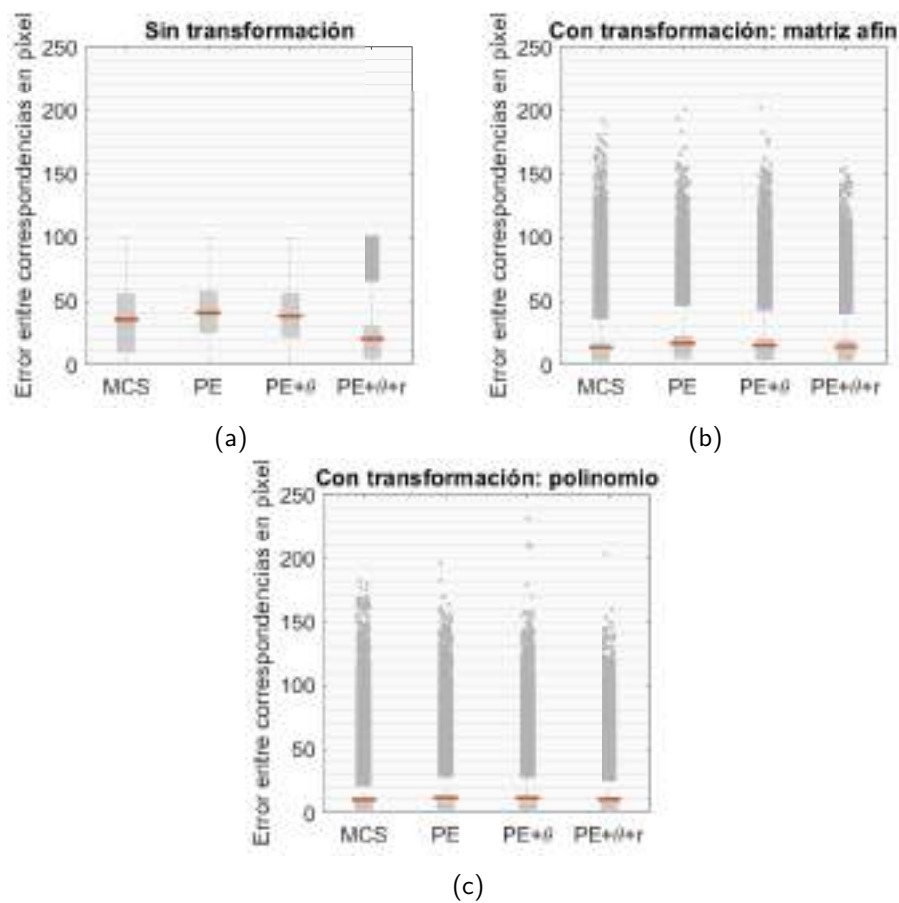 Sin transformación
Error entre correspondencias en pixel
250
200
150
100
50
0
MCS PE PE+θ PE+θ+r
(a)
Con transformación: matriz afin
Error entre correspondencias en pixel
250
200
150
100
50
0
MCS PE PE+θ PE+θ+r
(b)
Con transformación: polinomio
Error entre correspondencias en pixel
250
200
150
100
50
0
MCS PE PE+θ PE+θ+r
(c)